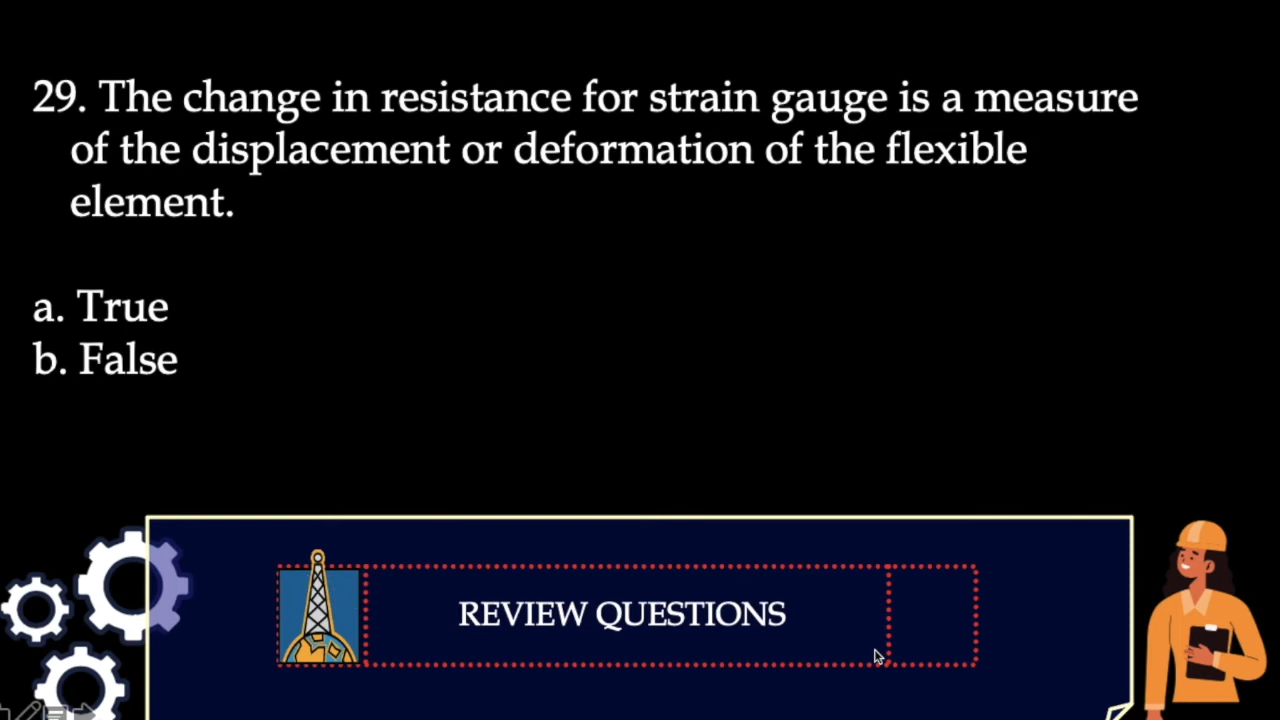 29. The change in resistance for strain gauge is a measure
of the displacement or deformation of the flexible
element.
a. True
b. False
REVIEW QUESTIONS